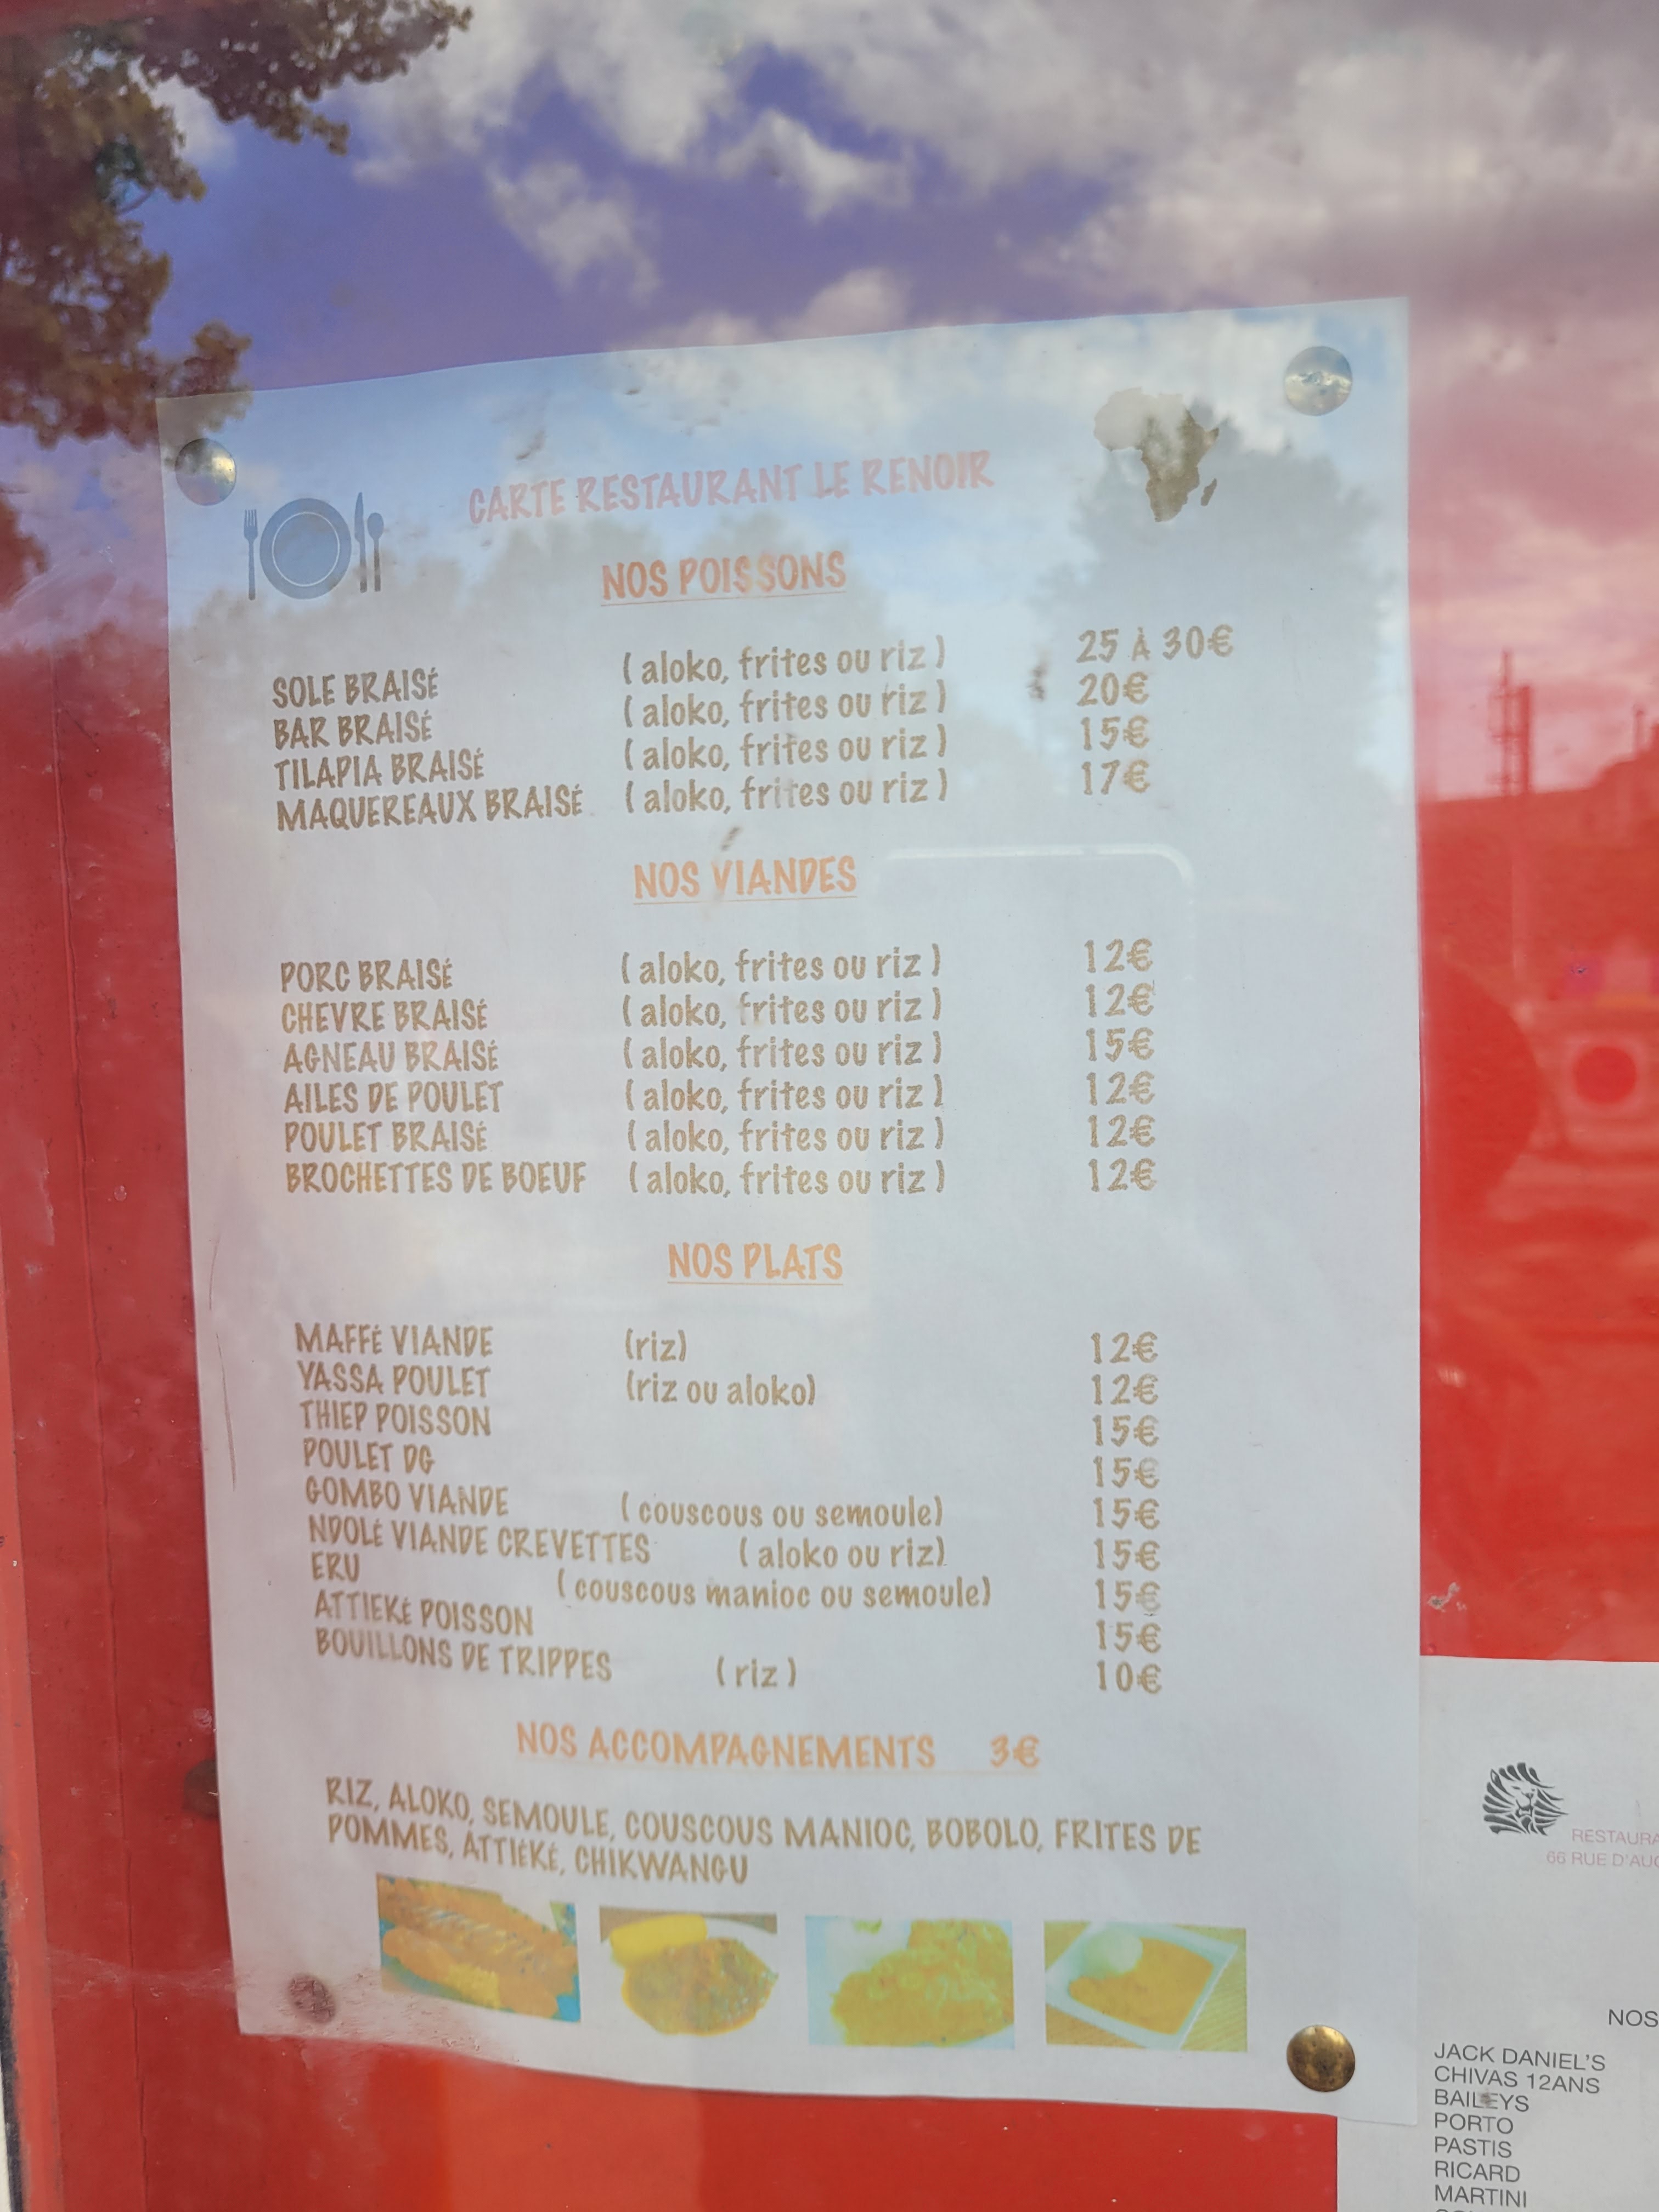 CARTE RESTAURANT LE RENOIR
NOS POISSONS
SOLE BRAISÉ ( aloko, frites ou riz ) 25 À 30€
BAR BRAISÉ ( aloko, frites ou riz ) 20€
TILAPIA BRAISÉ ( aloko, frites ou riz ) 15€
MAQUEREAUX BRAISÉ ( aloko, frites ou riz ) 17€
NOS VIANDES
PORC BRAISÉ ( aloko, frites ou riz ) 12€
CHEVRE BRAISÉ ( aloko, frites ou riz ) 12€
AGNEAU BRAISÉ ( aloko, frites ou riz ) 15€
AILES DE POULET ( aloko, frites ou riz ) 12€
POULET BRAISÉ ( aloko, frites ou riz ) 12€
BROCHETTES DE BOEUF ( aloko, frites ou riz ) 12€
NOS PLATS
MAFFÉ VIANDE (riz) 12€
YASSA POULET (riz ou aloko) 12€
THIEP POISSON 15€
POULET DG 15€
GOMBO VIANDE ( couscous ou semoule) 15€
NDOLÉ VIANDE CREVETTES ( aloko ou riz) 15€
ERU ( couscous manioc ou semoule) 15€
ATTIEKÉ POISSON 15€
BOUILLONS DE TRIPPES ( riz ) 10€
NOS ACCOMPAGNEMENTS 3€
RIZ, ALOKO, SEMOULE, COUSCOUS MANIOC, BOBOLO, FRITES DE
POMMES, ATTIÉKÉ, CHIKWANGU
RESTAURA
66 RUE D'AUG
NOS
JACK DANIEL'S
CHIVAS 12ANS
BAILEYS
PORTO
PASTIS
RICARD
MARTINI